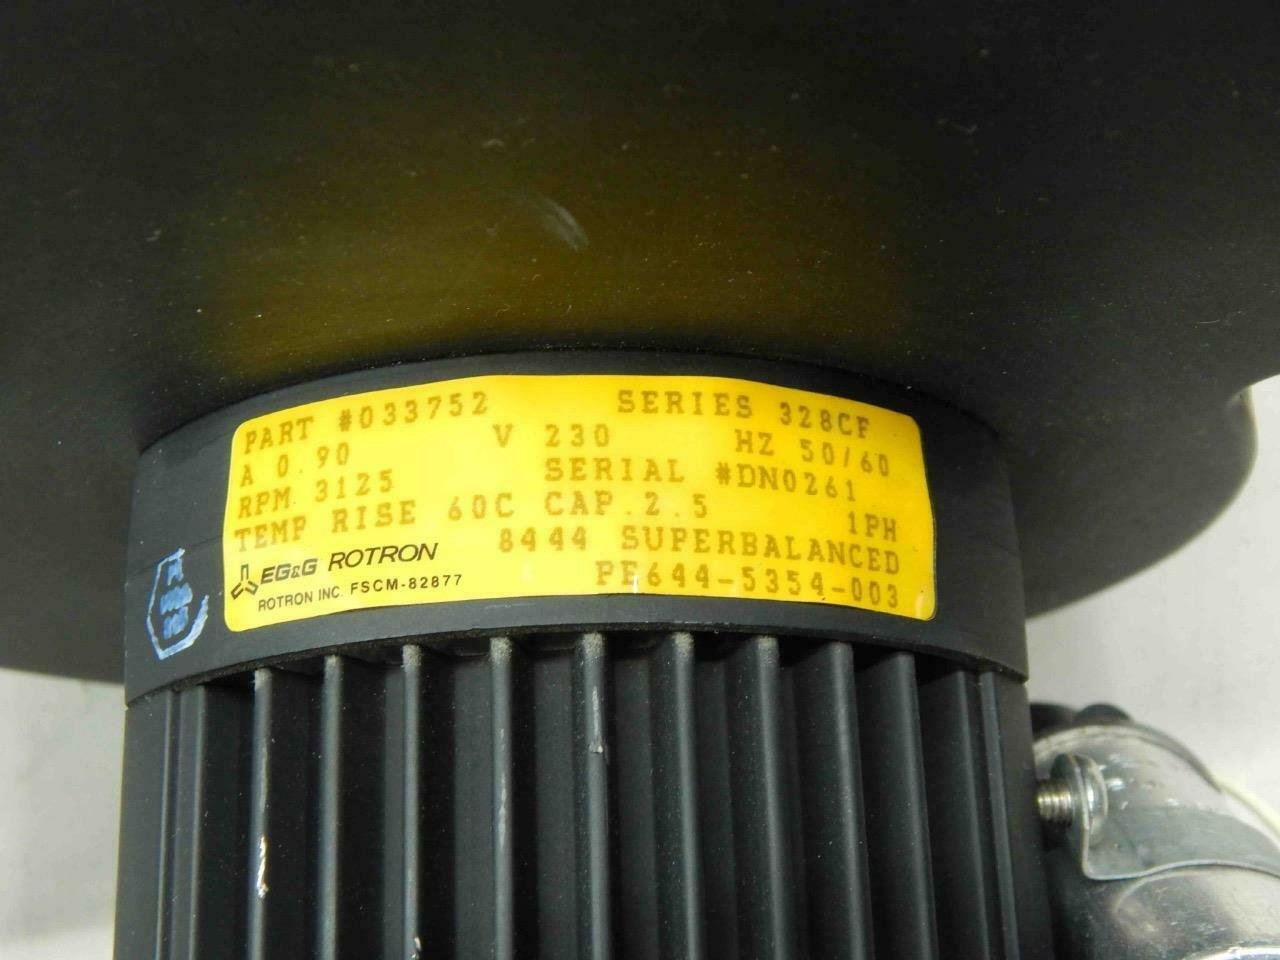 PART #033752 SERIES 328CF
A 0.90 V 230 HZ 50/60
RPM 3125 SERIAL #DN0261
TEMP RISE 60C CAP.2.5 1PH
EG&G ROTRON 8444 SUPERBALANCED
ROTRON INC. FSCM-82877 PE644-5354-003